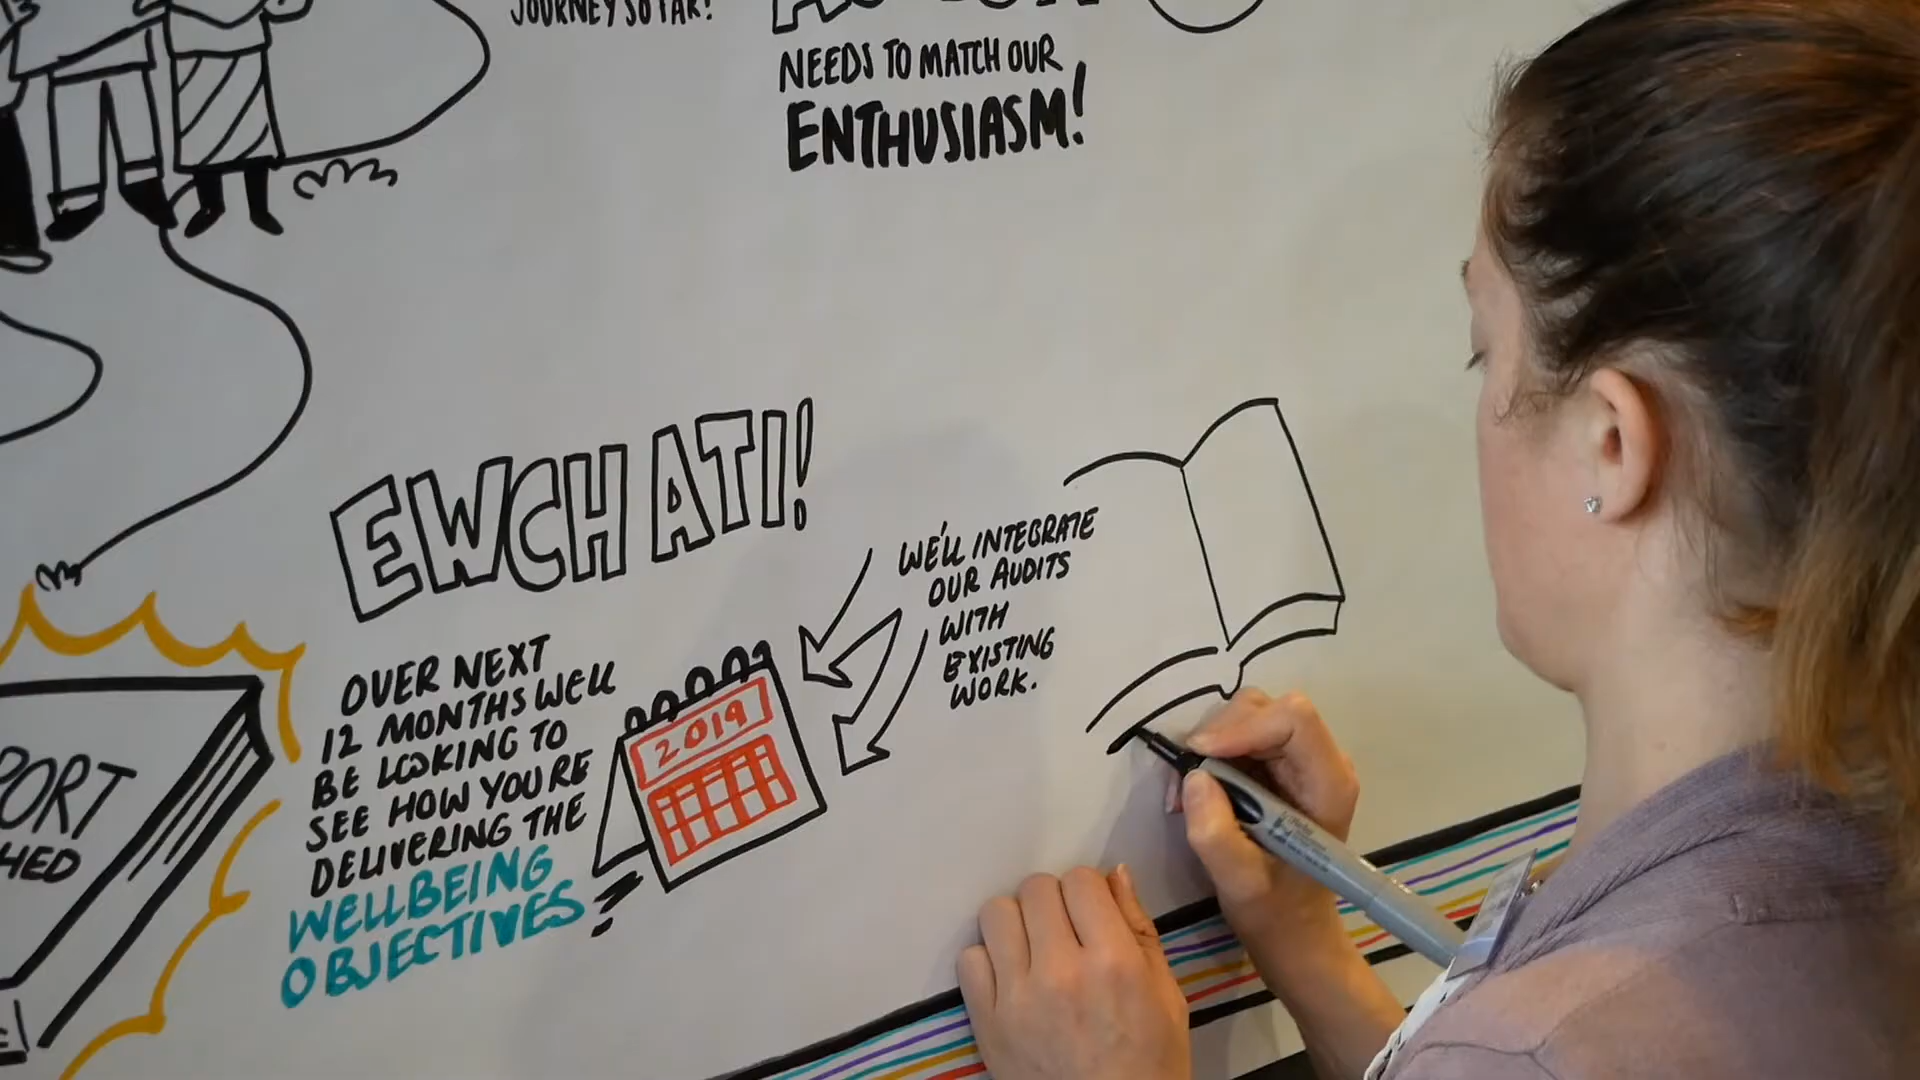 JOURNEY SO FAR!
NEEDS TO MATCH OUR
ENTHUSIASM!
EWCH ATI!
WE'LL INTEGRATE
OUR AUDITS
WITH
EXISTING
WORK.
OVER NEXT
12 MONTHS WE'LL
BE LOOKING TO
SEE HOW YOU'RE
DELIVERING THE
WELLBEING
OBJECTIVES
2019
PORT
HED